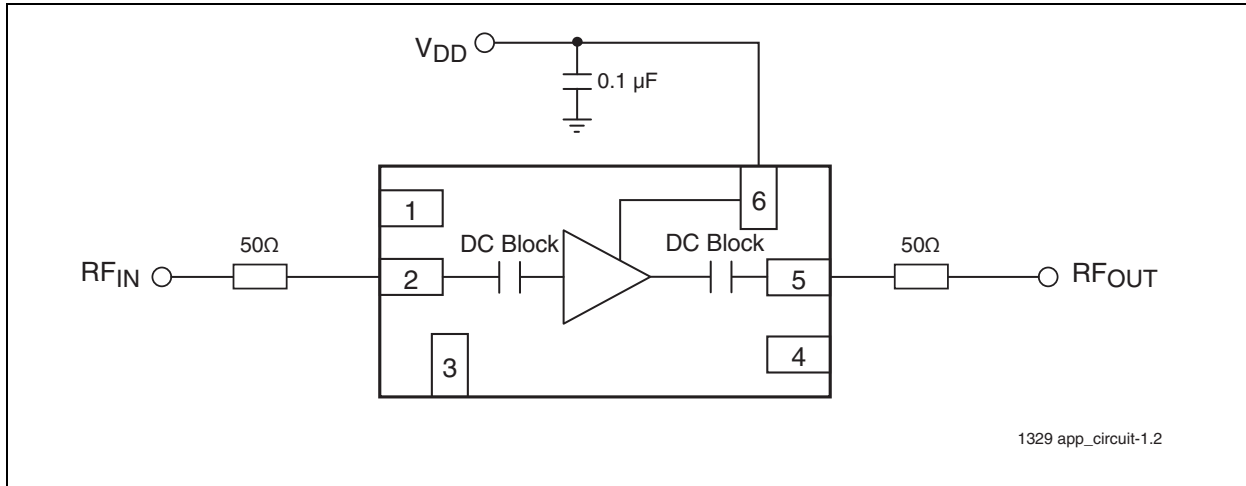 VDD
0.1 µF
1
6
50Ω
DC Block
DC Block
50Ω
RFIN
2
5
RFOUT
3
4
1329 app_circuit-1.2